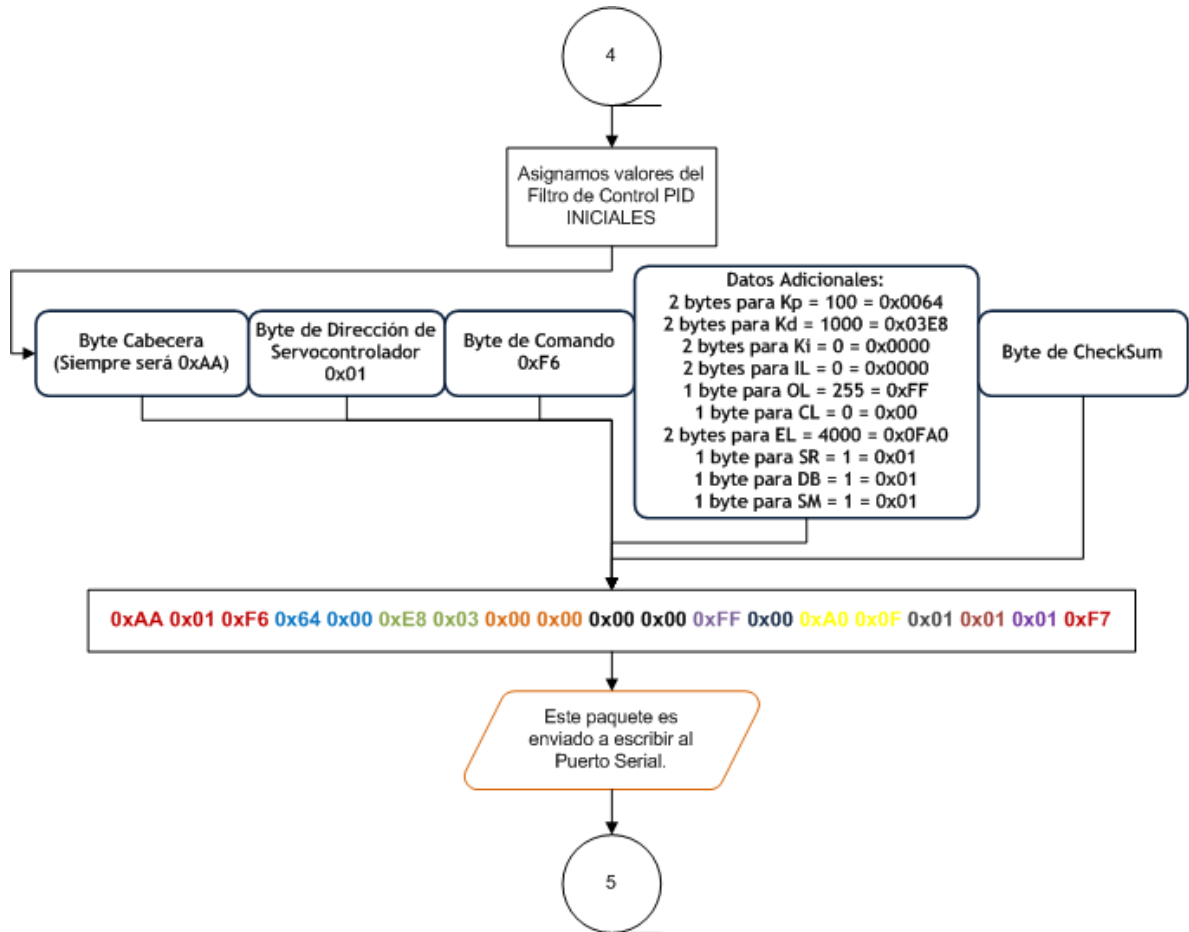 4
Asignamos valores del
Filtro de Control PID
INICIALES
Byte Cabecera
(Siempre será 0xAA)
Byte de Dirección de
Servocontrolador
0x01
Byte de Comando
0xF6
Datos Adicionales:
2 bytes para Kp = 100 = 0x0064
2 bytes para Kd = 1000 = 0x03E8
2 bytes para Ki = 0 = 0x0000
2 bytes para IL = 0 = 0x0000
1 byte para OL = 255 = 0xFF
1 byte para CL = 0 = 0x00
2 bytes para EL = 4000 = 0x0FA0
1 byte para SR = 1 = 0x01
1 byte para DB = 1 = 0x01
1 byte para SM = 1 = 0x01
Byte de CheckSum
0xAA 0x01 0xF6 0x64 0x00 0xE8 0x03 0x00 0x00 0x00 0x00 0xFF 0x00 0xA0 0x0F 0x01 0x01 0x01 0xF7
Este paquete es
enviado a escribir al
Puerto Serial.
5